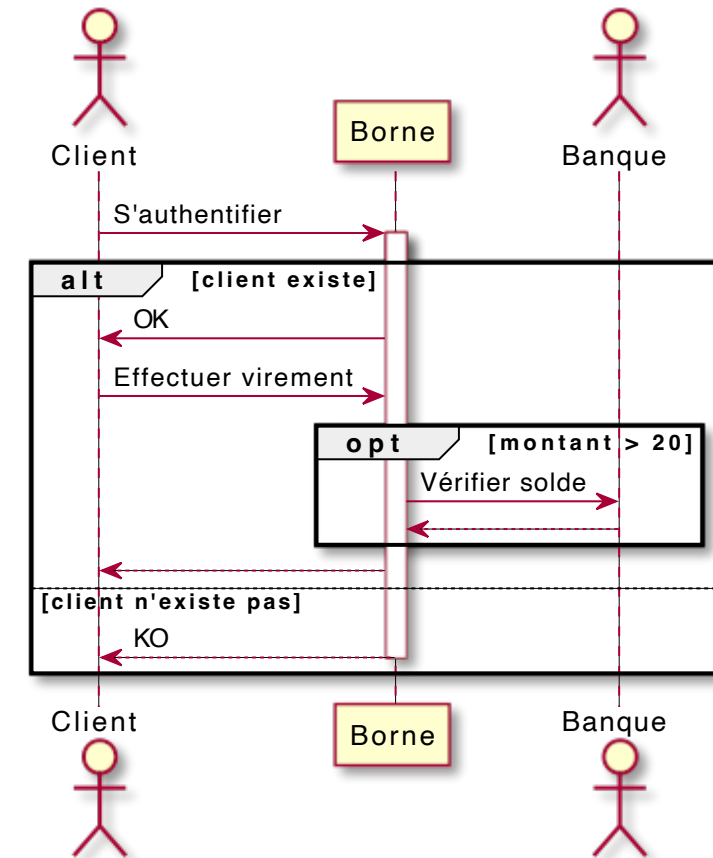 Client
Borne
Banque
S'authentifier
alt [client existe]
OK
Effectuer virement
opt [montant > 20]
Vérifier solde
[client n'existe pas]
KO
Client
Borne
Banque